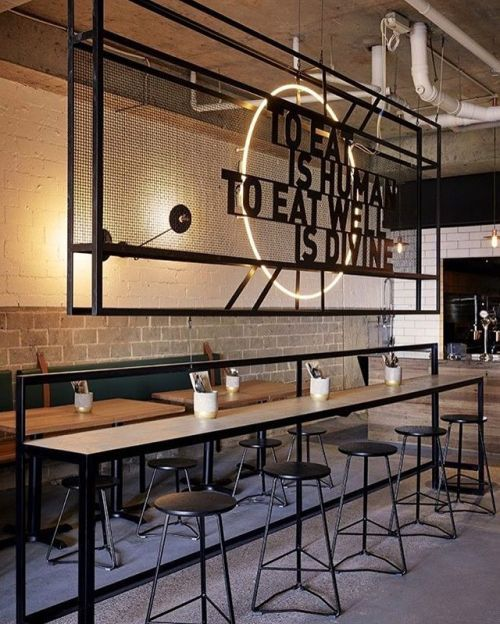 TO EAT
IS HUMAN
TO EAT WELL
IS DIVINE